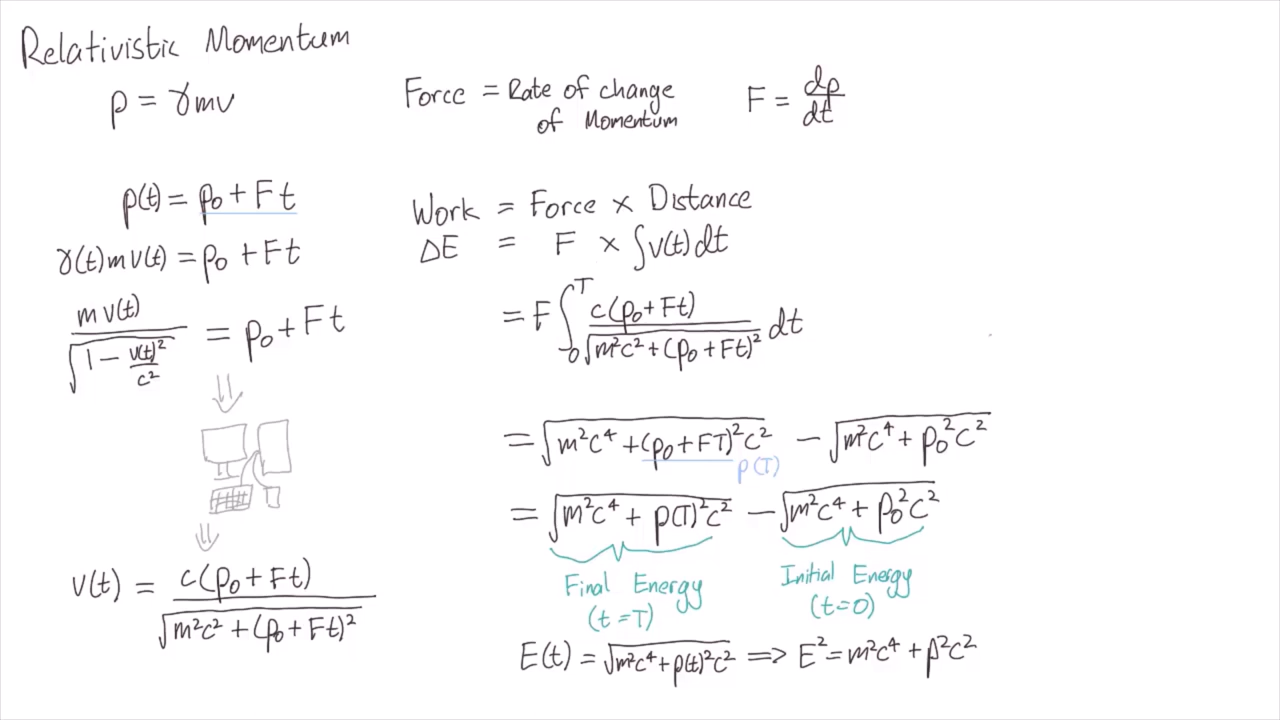 Relativistic Momentum
p = γmv
Force = Rate of change of Momentum
F = dp/dt
p(t) = p₀ + Ft
γ(t)mv(t) = p₀ + Ft
mv(t)/√(1 − v(t)²/c²) = p₀ + Ft
⇓
⇓
v(t) = c(p₀ + Ft)/√(m²c² + (p₀ + Ft)²)
Work = Force × Distance
ΔE = F × ∫v(t)dt
= F ∫₀ᵀ c(p₀ + Ft)/√(m²c² + (p₀ + Ft)²) dt
= √(m²c⁴ + (p₀ + FT)²c²) − √(m²c⁴ + p₀²c²)
p(T)
= √(m²c⁴ + p(T)²c²) − √(m²c⁴ + p₀²c²)
Final Energy
(t = T)
Initial Energy
(t = 0)
E(t) = √(m²c⁴ + p(t)²c²) ⟹ E² = m²c⁴ + p²c²